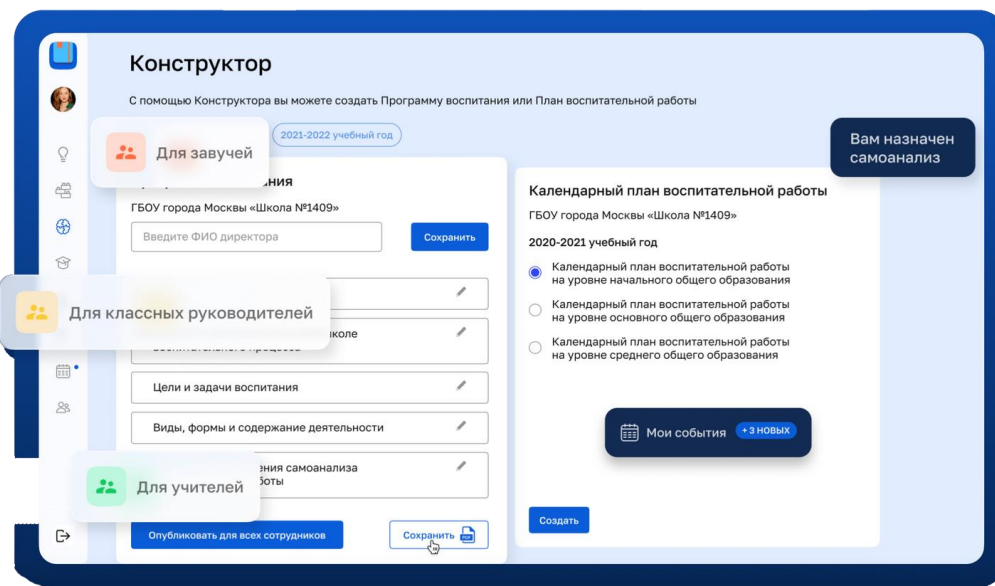 Конструктор
С помощью Конструктора вы можете создать Программу воспитания или План воспитательной работы
2021-2022 учебный год
Для завучей
Вам назначен
самоанализ
ГБОУ города Москвы «Школа №1409»
Введите ФИО директора
Сохранить
Для классных руководителей
Цели и задачи воспитания
Виды, формы и содержание деятельности
самоанализа
Для учителей
Опубликовать для всех сотрудников
Сохранить
PDF
Календарный план воспитательной работы
ГБОУ города Москвы «Школа №1409»
2020-2021 учебный год
Календарный план воспитательной работы
на уровне начального общего образования
Календарный план воспитательной работы
на уровне основного общего образования
Календарный план воспитательной работы
на уровне среднего общего образования
Мои события
+ 3 НОВЫХ
Создать